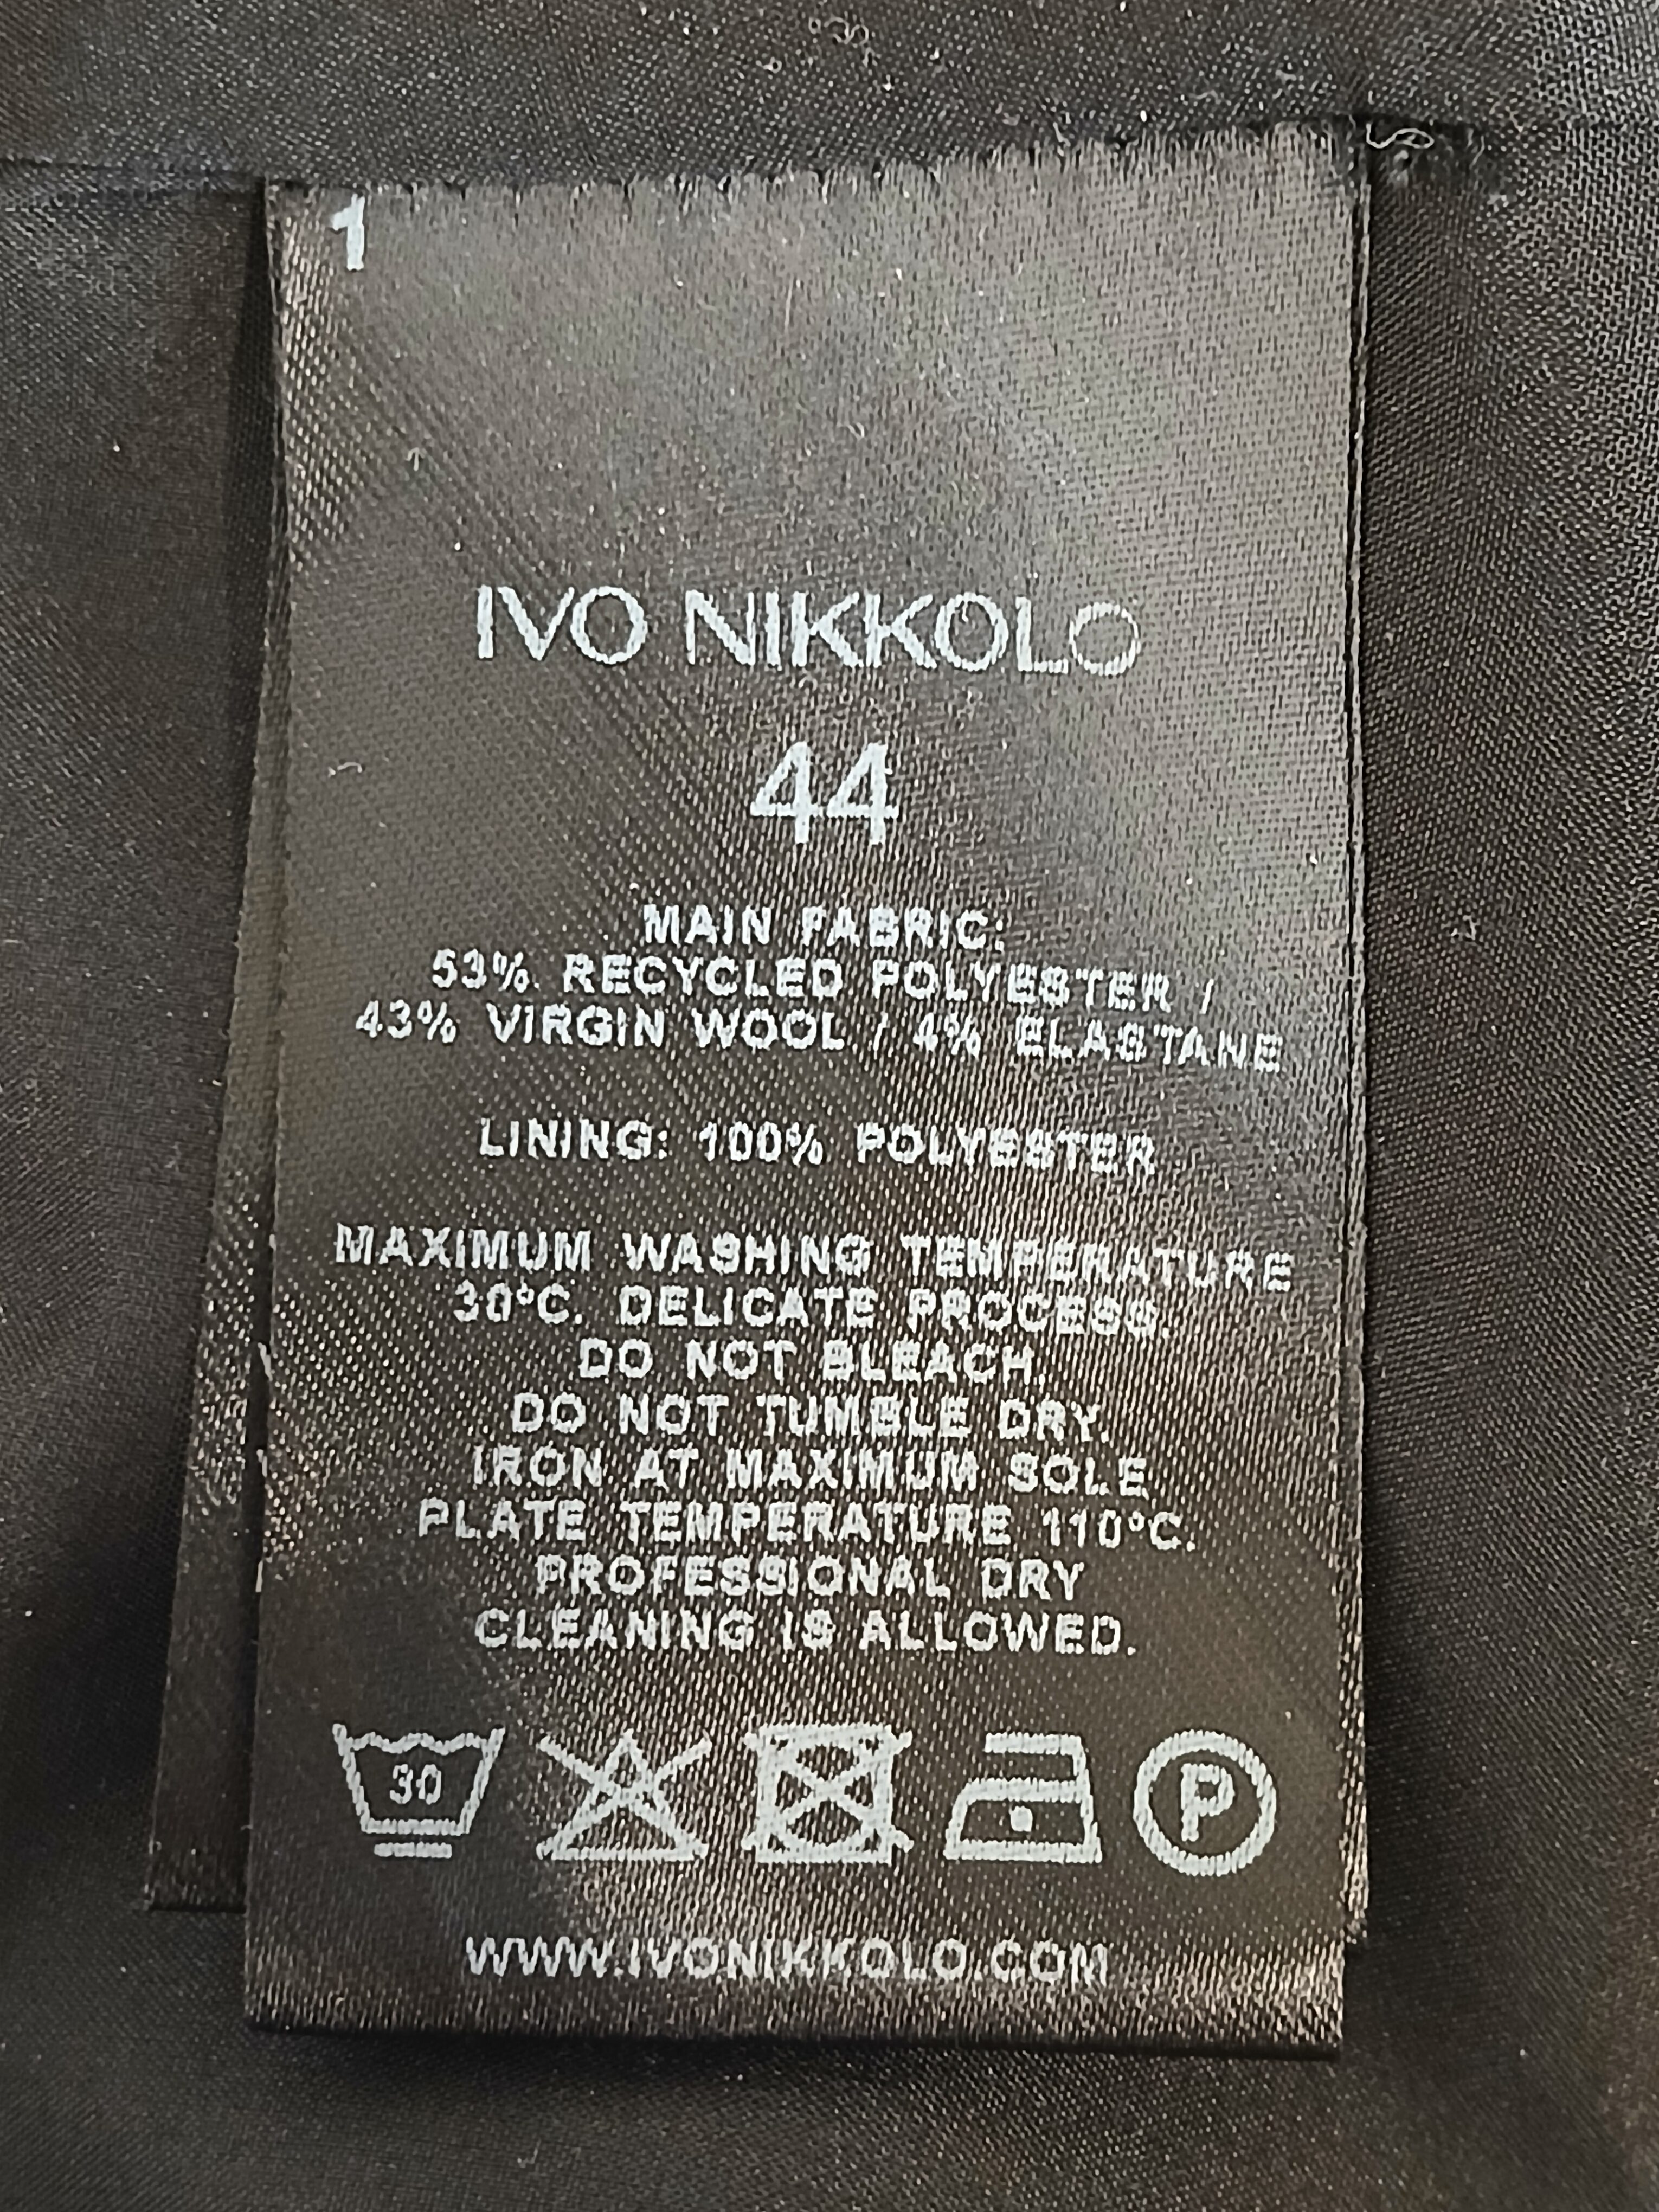 1
IVO NIKKOLO
44
MAIN FABRIC:
53% RECYCLED POLYESTER /
43% VIRGIN WOOL / 4% ELASTANE
LINING: 100% POLYESTER
MAXIMUM WASHING TEMPERATURE
30°C. DELICATE PROCESS.
DO NOT BLEACH.
DO NOT TUMBLE DRY.
IRON AT MAXIMUM SOLE
PLATE TEMPERATURE 110°C.
PROFESSIONAL DRY
CLEANING IS ALLOWED.
30 P
WWW.IVONIKKOLO.COM